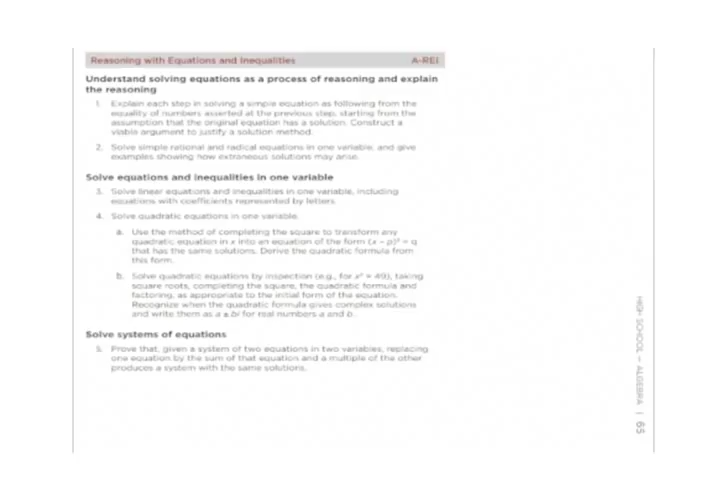 Reasoning with Equations and Inequalities A-REI
Understand solving equations as a process of reasoning and explain
the reasoning
1. Explain each step in solving a simple equation as following from the
equality of numbers asserted at the previous step, starting from the
assumption that the original equation has a solution. Construct a
viable argument to justify a solution method.
2. Solve simple rational and radical equations in one variable, and give
examples showing how extraneous solutions may arise.
Solve equations and inequalities in one variable
3. Solve linear equations and inequalities in one variable, including
equations with coefficients represented by letters.
4. Solve quadratic equations in one variable.
a. Use the method of completing the square to transform any
quadratic equation in x into an equation of the form (x – p)² = q
that has the same solutions. Derive the quadratic formula from
this form.
b. Solve quadratic equations by inspection (e.g., for x² = 49), taking
square roots, completing the square, the quadratic formula and
factoring, as appropriate to the initial form of the equation.
Recognize when the quadratic formula gives complex solutions
and write them as a ± bi for real numbers a and b.
Solve systems of equations
5. Prove that, given a system of two equations in two variables, replacing
one equation by the sum of that equation and a multiple of the other
produces a system with the same solutions.
HIGH SCHOOL — ALGEBRA | 65